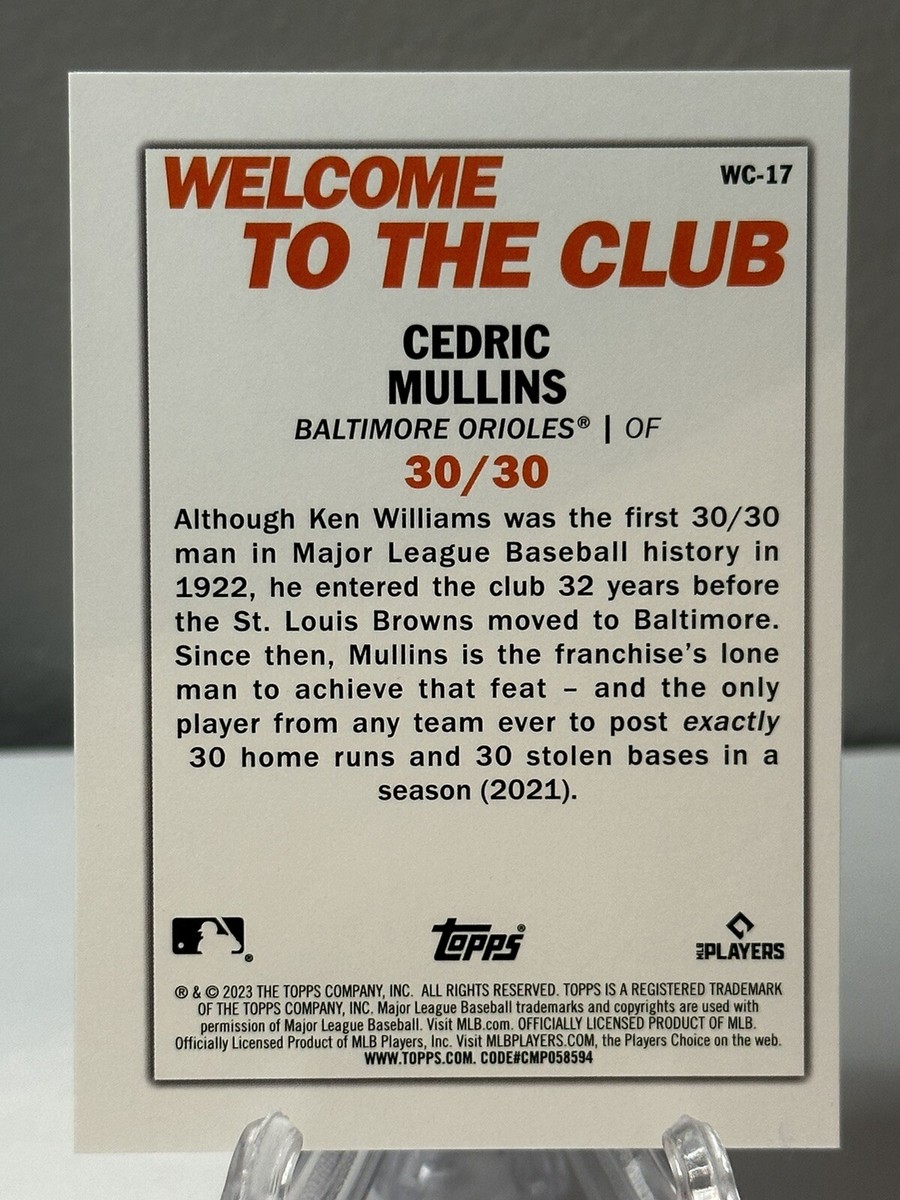 WELCOME
WC-17
TO THE CLUB
CEDRIC
MULLINS
BALTIMORE ORIOLES® | OF
30/30
Although Ken Williams was the first 30/30
man in Major League Baseball history in
1922, he entered the club 32 years before
the St. Louis Browns moved to Baltimore.
Since then, Mullins is the franchise's lone
man to achieve that feat – and the only
player from any team ever to post exactly
30 home runs and 30 stolen bases in a
season (2021).
®
Topps®
MLB PLAYERS
® & © 2023 THE TOPPS COMPANY, INC. ALL RIGHTS RESERVED. TOPPS IS A REGISTERED TRADEMARK
OF THE TOPPS COMPANY, INC. Major League Baseball trademarks and copyrights are used with
permission of Major League Baseball. Visit MLB.com. OFFICIALLY LICENSED PRODUCT OF MLB.
Officially Licensed Product of MLB Players, Inc. Visit MLBPLAYERS.COM, the Players Choice on the web.
WWW.TOPPS.COM. CODE#CMP058594